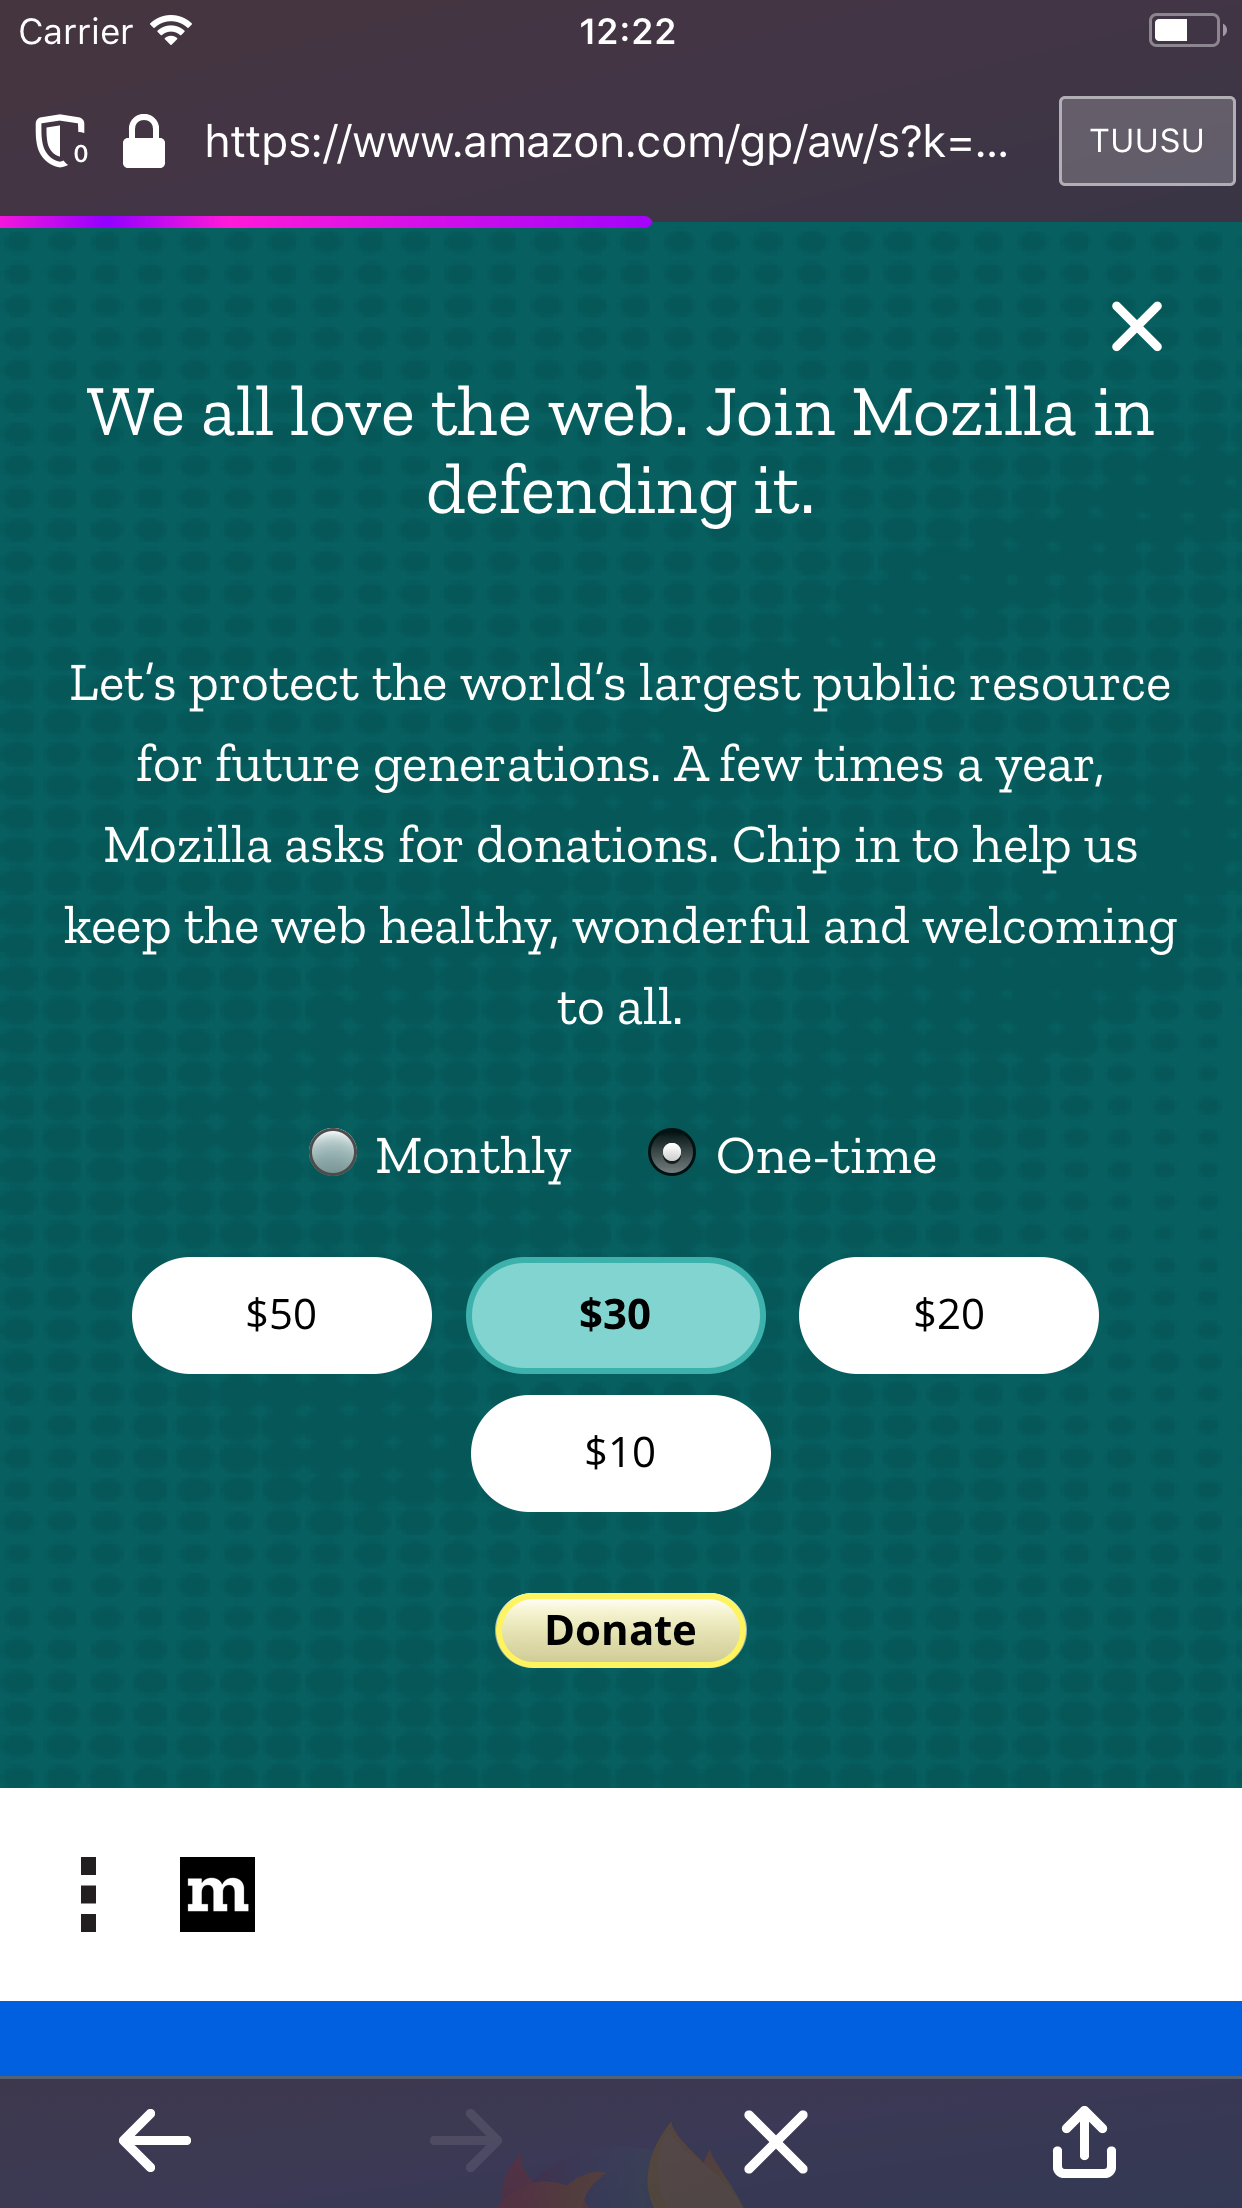 Carrier 12:22
0 https://www.amazon.com/gp/aw/s?k=... TUUSU
We all love the web. Join Mozilla in
defending it.
Let’s protect the world’s largest public resource
for future generations. A few times a year,
Mozilla asks for donations. Chip in to help us
keep the web healthy, wonderful and welcoming
to all.
Monthly One-time
$50 $30 $20
$10
Donate
m